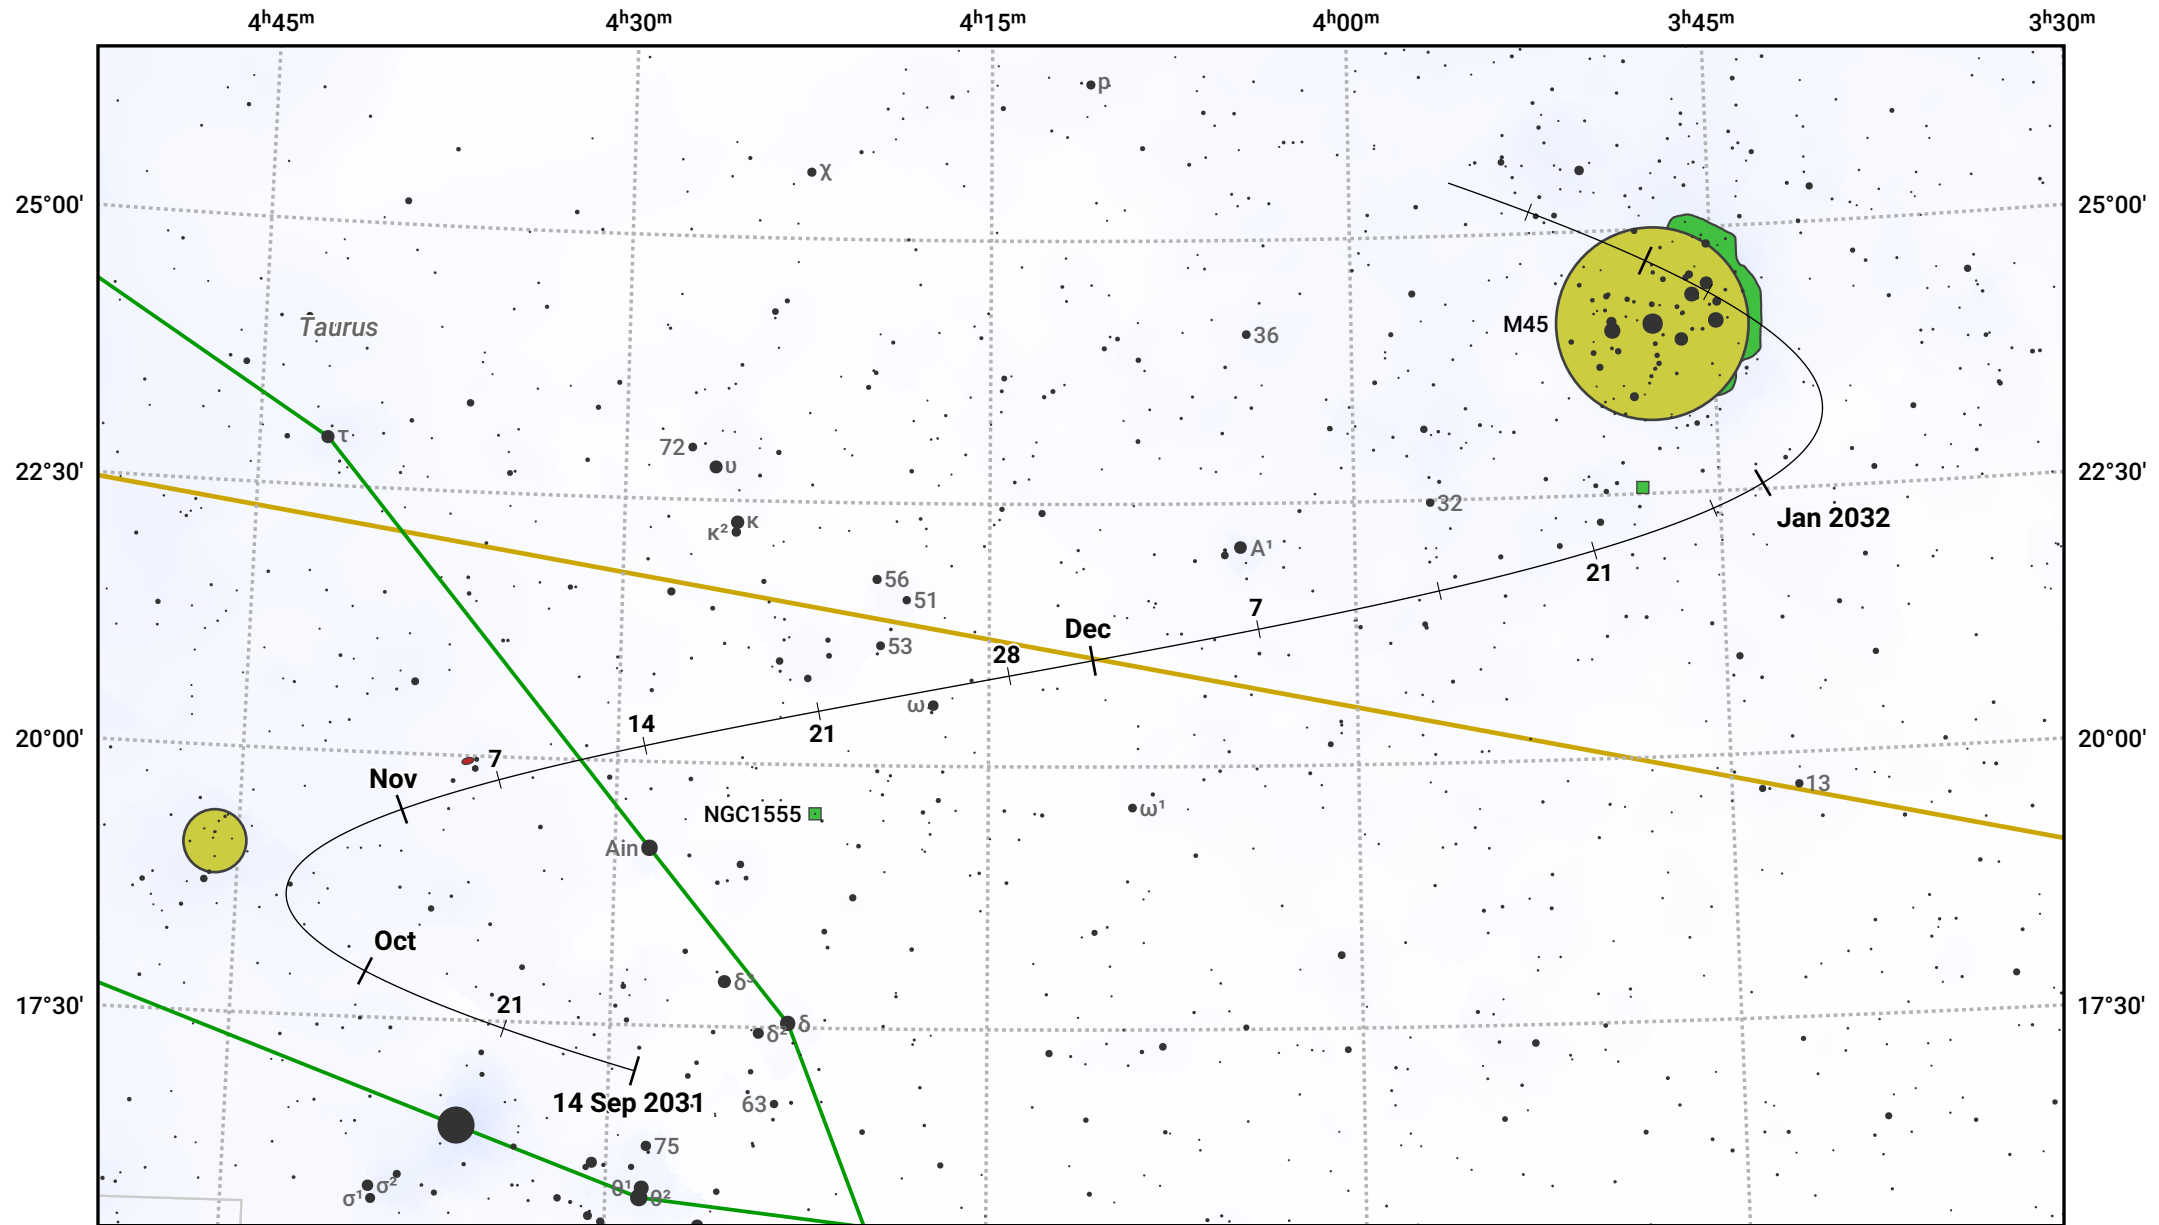 4ʰ45ᵐ 4ʰ30ᵐ 4ʰ15ᵐ 4ʰ00ᵐ 3ʰ45ᵐ 3ʰ30ᵐ
p
χ
25°00' 25°00'
Taurus
M45
36
τ
72
υ
22°30' 22°30'
32
κ
κ²
Jan 2032
A¹
21
56
51
7
Dec
53
28
ω
14
21
20°00' 20°00'
7
Nov
13
ω¹
NGC1555
Ain
Oct
δ³
21
17°30' 17°30'
δ
δ²
14 Sep 2031
63
75
σ²
σ¹
θ¹
θ²